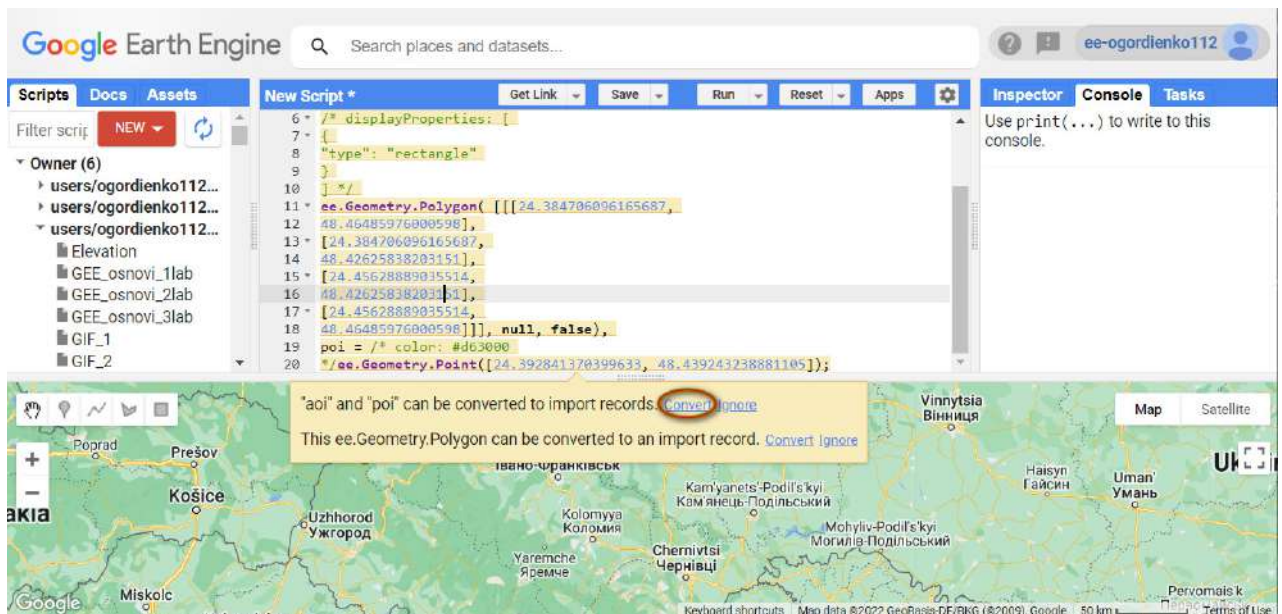 Google Earth Engine
Search places and datasets...
ee-ogordienko112
Scripts Docs Assets
Filter scrip NEW
Owner (6)
users/ogordienko112...
users/ogordienko112...
users/ogordienko112...
Elevation
GEE_osnovi_1lab
GEE_osnovi_2lab
GEE_osnovi_3lab
GIF_1
GIF_2
New Script * Get Link Save Run Reset Apps
6 /* displayProperties: [
7 {
8 "type": "rectangle"
9 }
10 ] */
11 ee.Geometry.Polygon( [[[24.384706096165687,
12 48.46485976000598],
13 [24.384706096165687,
14 48.42625838203151],
15 [24.45628889035514,
16 48.42625838203151],
17 [24.45628889035514,
18 48.46485976000598]]], null, false),
19 poi = /* color: #d63000
20 */ee.Geometry.Point([24.392841370399633, 48.439243238881105]);
Inspector Console Tasks
Use print(...) to write to this
console.
"aoi" and "poi" can be converted to import records. Convert Ignore
This ee.Geometry.Polygon can be converted to an import record. Convert Ignore
Map Satellite
Vinnytsia
Вінниця
Poprad
Prešov
Košice
акіа
Uzhhorod
Ужгород
Miskolc
Івано-Франківськ
Kolomyya
Коломия
Yaremche
Яремче
Chernivtsi
Чернівці
Kam'yanets'-Podil's'kyi
Кам'янець-Подільський
Mohyliv-Podil's'kyi
Могилів-Подільський
Haisyn
Гайсин
Uman'
Умань
Pervomais'k
Google
Keyboard shortcuts Map data ©2022 GeoBasis-DE/BKG (©2009), Google 50 km Terms of Use